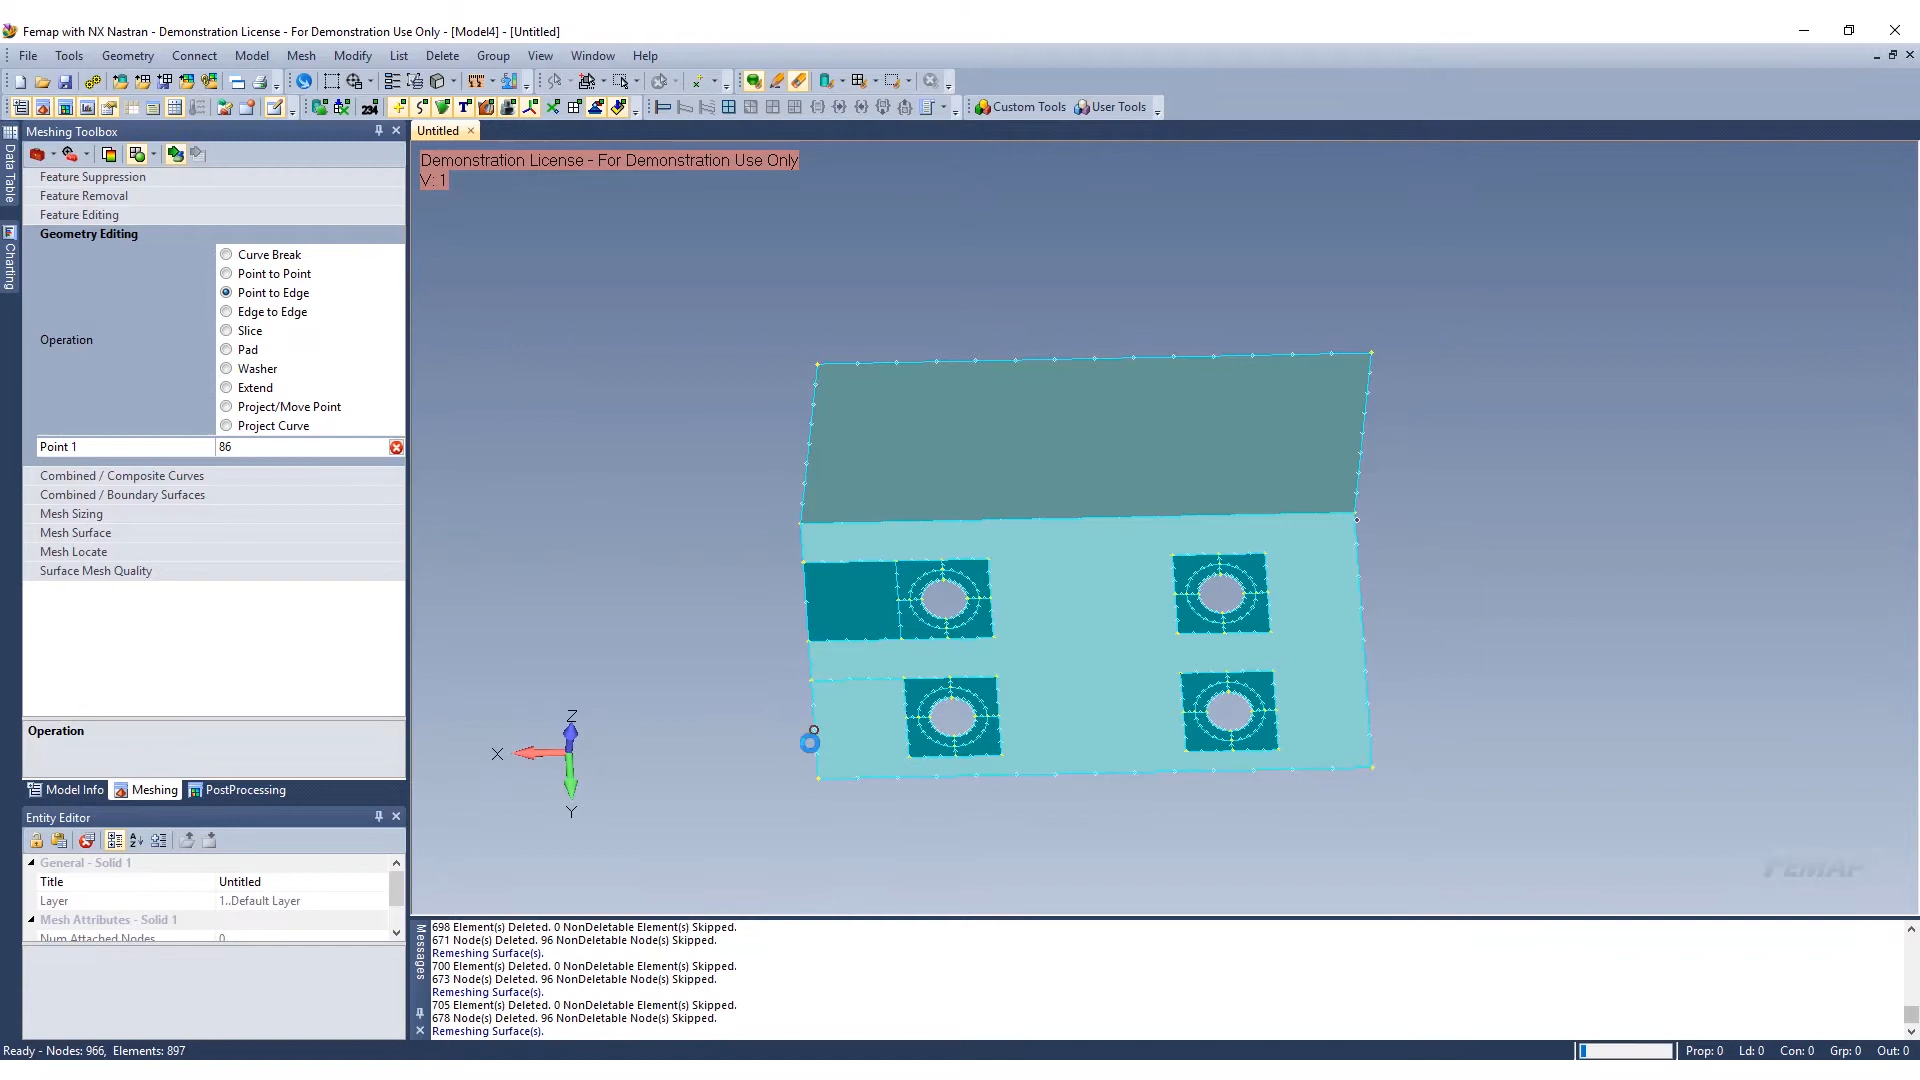 Femap with NX Nastran - Demonstration License - For Demonstration Use Only - [Model4] - [Untitled]
File Tools Geometry Connect Model Mesh Modify List Delete Group View Window Help
234 Custom Tools User Tools
Meshing Toolbox
Untitled
Data Table
Charting
Demonstration License - For Demonstration Use Only
V: 1
Feature Suppression
Feature Removal
Feature Editing
Geometry Editing
Operation
Curve Break
Point to Point
Point to Edge
Edge to Edge
Slice
Pad
Washer
Extend
Project/Move Point
Project Curve
Point 1 86
Combined / Composite Curves
Combined / Boundary Surfaces
Mesh Sizing
Mesh Surface
Mesh Locate
Surface Mesh Quality
Operation
Model Info Meshing PostProcessing
Entity Editor
General - Solid 1
Title Untitled
Layer 1..Default Layer
Mesh Attributes - Solid 1
Num Attached Nodes 0
Z
X
Y
FEMAP
Messages
698 Element(s) Deleted. 0 NonDeletable Element(s) Skipped.
671 Node(s) Deleted. 96 NonDeletable Node(s) Skipped.
Remeshing Surface(s).
700 Element(s) Deleted. 0 NonDeletable Element(s) Skipped.
673 Node(s) Deleted. 96 NonDeletable Node(s) Skipped.
Remeshing Surface(s).
705 Element(s) Deleted. 0 NonDeletable Element(s) Skipped.
678 Node(s) Deleted. 96 NonDeletable Node(s) Skipped.
Remeshing Surface(s).
Ready - Nodes: 966, Elements: 897
Prop: 0 Ld: 0 Con: 0 Grp: 0 Out: 0